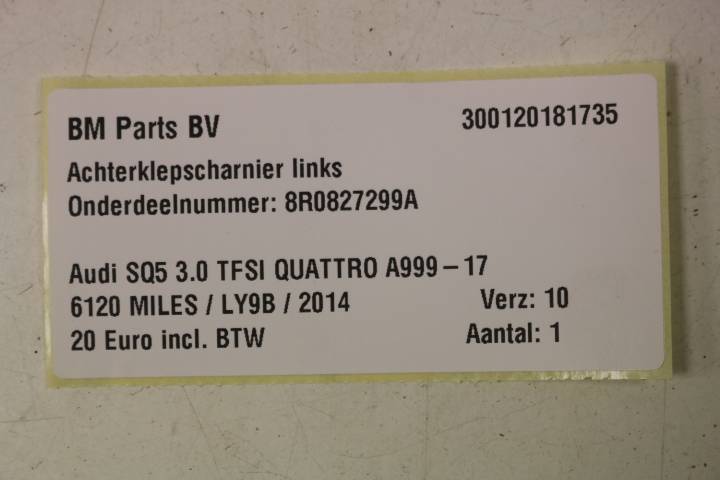 BM Parts BV 300120181735
Achterklepscharnier links
Onderdeelnummer: 8R0827299A
Audi SQ5 3.0 TFSI QUATTRO A999 – 17
6120 MILES / LY9B / 2014 Verz: 10
20 Euro incl. BTW Aantal: 1